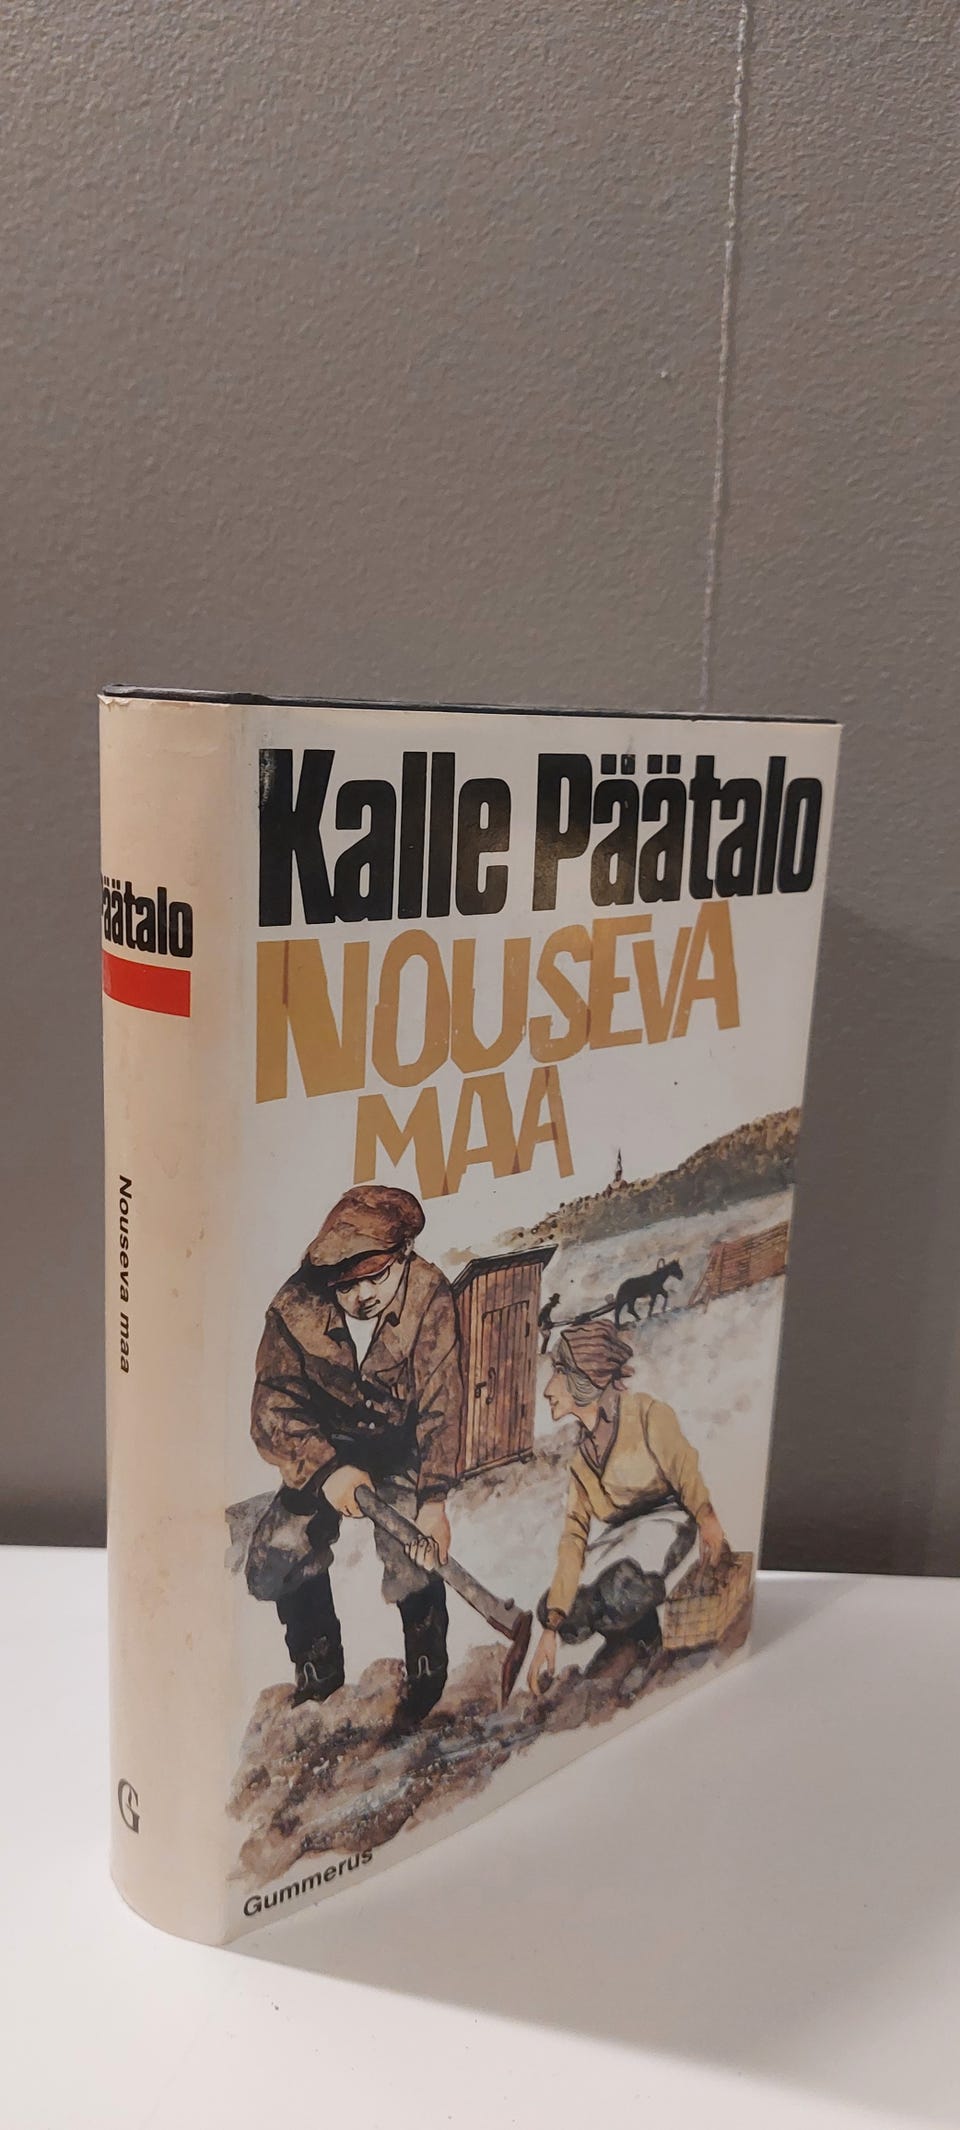 Kalle Päätalo
NOUSEVA
MAA
Gummerus
Päätalo
Nouseva maa
G